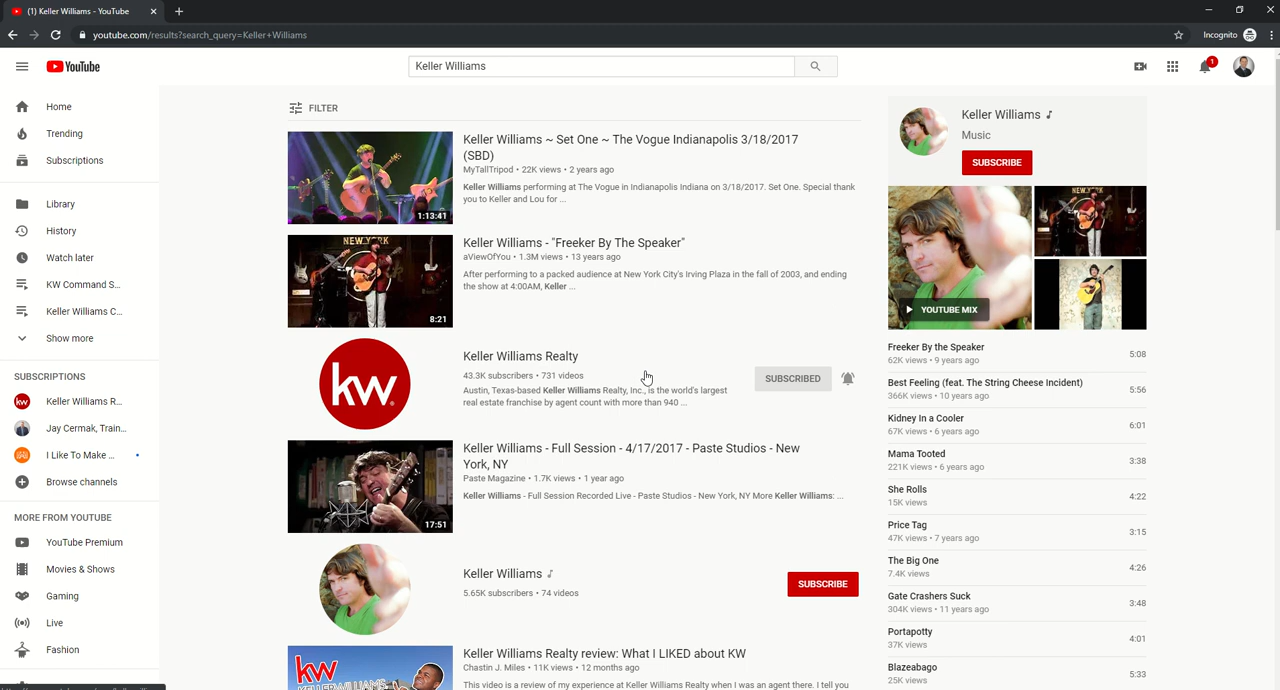 (1) Keller Williams - YouTube
youtube.com/results?search_query=Keller+Williams
Incognito
YouTube
Keller Williams
1
Home
Trending
Subscriptions
Library
History
Watch later
KW Command S...
Keller Williams C...
Show more
SUBSCRIPTIONS
kw
Keller Williams R...
Jay Cermak, Train...
I Like To Make ...
Browse channels
MORE FROM YOUTUBE
YouTube Premium
Movies & Shows
Gaming
Live
Fashion
FILTER
1:13:41
Keller Williams ~ Set One ~ The Vogue Indianapolis 3/18/2017
(SBD)
MyTallTripod • 22K views • 2 years ago
Keller Williams performing at The Vogue in Indianapolis Indiana on 3/18/2017. Set One. Special thank
you to Keller and Lou for ...
NEW YORK
8:21
Keller Williams - "Freeker By The Speaker"
aViewOfYou • 1.3M views • 13 years ago
After performing to a packed audience at New York City's Irving Plaza in the fall of 2003, and ending
the show at 4:00AM, Keller ...
kw
Keller Williams Realty
43.3K subscribers • 731 videos
Austin, Texas-based Keller Williams Realty, Inc., is the world's largest
real estate franchise by agent count with more than 940 ...
SUBSCRIBED
17:51
Keller Williams - Full Session - 4/17/2017 - Paste Studios - New
York, NY
Paste Magazine • 1.7K views • 1 year ago
Keller Williams - Full Session Recorded Live - Paste Studios - New York, NY More Keller Williams: ...
Keller Williams ♪
5.65K subscribers • 74 videos
SUBSCRIBE
kw
Keller Williams Realty review: What I LIKED about KW
Chastin J. Miles • 11K views • 12 months ago
This video is a review of my experience at Keller Williams Realty when I was an agent there. I tell you
Keller Williams ♪
Music
SUBSCRIBE
YOUTUBE MIX
Freeker By the Speaker
62K views • 9 years ago
5:08
Best Feeling (feat. The String Cheese Incident)
366K views • 10 years ago
5:56
Kidney In a Cooler
67K views • 6 years ago
6:01
Mama Tooted
221K views • 6 years ago
3:38
She Rolls
15K views
4:22
Price Tag
47K views • 7 years ago
3:15
The Big One
7.4K views
4:26
Gate Crashers Suck
304K views • 11 years ago
3:48
Portapotty
37K views
4:01
Blazeabago
25K views
5:33